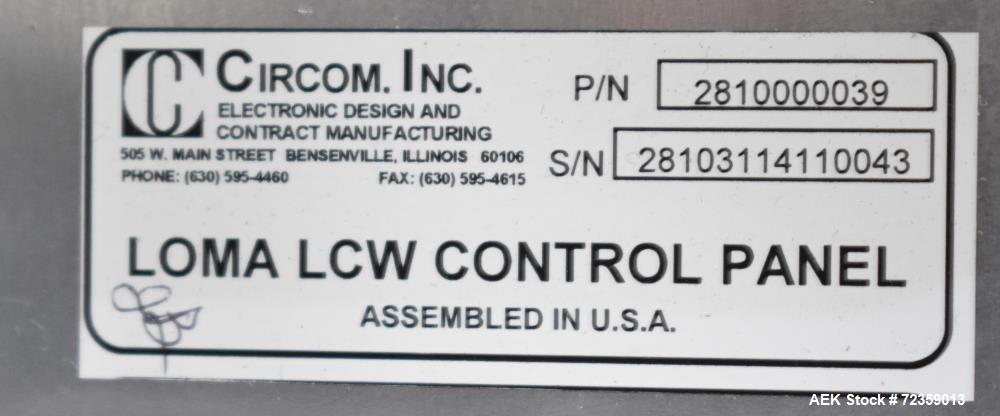 CIRCOM. INC.
ELECTRONIC DESIGN AND
CONTRACT MANUFACTURING
505 W. MAIN STREET BENSENVILLE, ILLINOIS 60106
PHONE: (630) 595-4460 FAX: (630) 595-4615
P/N 2810000039
S/N 28103114110043
LOMA LCW CONTROL PANEL
ASSEMBLED IN U.S.A.
AEK Stock # 72359013